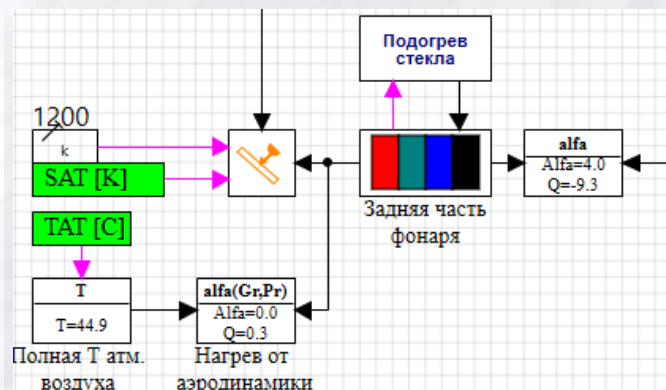 Подогрев
стекла
1200
k
SAT [K]
alfa
Alfa=4.0
Q=-9.3
Задняя часть
фонаря
TAT [C]
T
T=44.9
alfa(Gr,Pr)
Alfa=0.0
Q=0.3
Полная Т атм.
воздуха
Нагрев от
аэродинамики